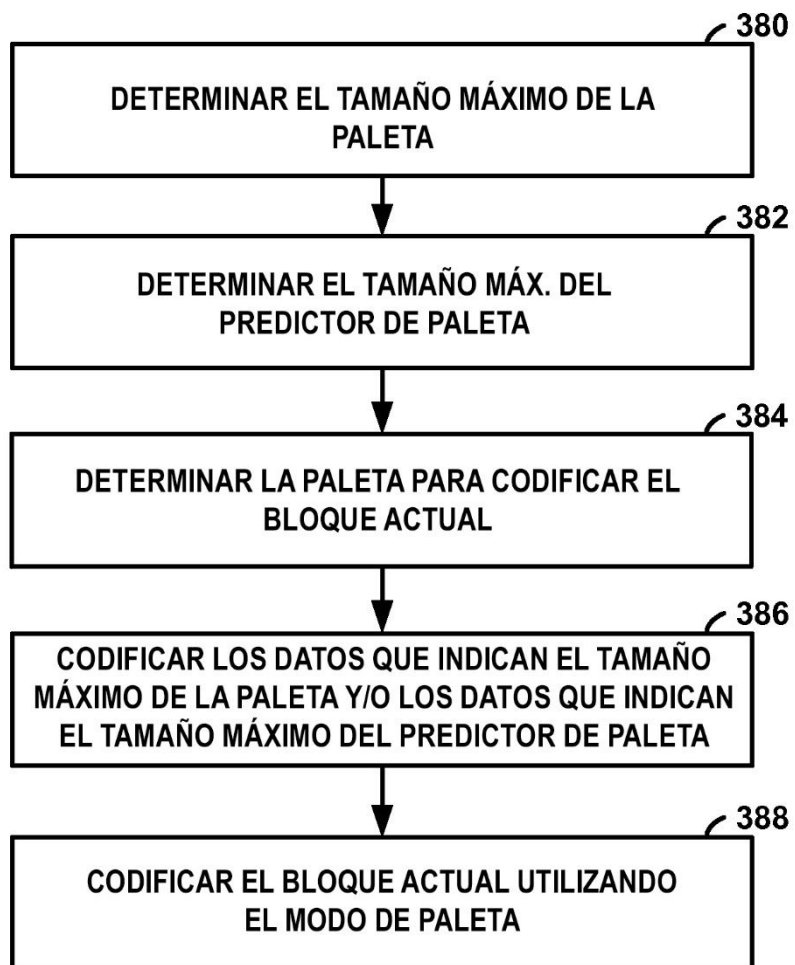 380
DETERMINAR EL TAMAÑO MÁXIMO DE LA
PALETA
382
DETERMINAR EL TAMAÑO MÁX. DEL
PREDICTOR DE PALETA
384
DETERMINAR LA PALETA PARA CODIFICAR EL
BLOQUE ACTUAL
386
CODIFICAR LOS DATOS QUE INDICAN EL TAMAÑO
MÁXIMO DE LA PALETA Y/O LOS DATOS QUE INDICAN
EL TAMAÑO MÁXIMO DEL PREDICTOR DE PALETA
388
CODIFICAR EL BLOQUE ACTUAL UTILIZANDO
EL MODO DE PALETA